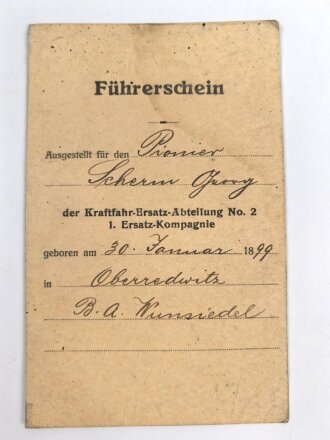 Führerschein
Ausgestellt für den Pionier
Scherm Georg
der Kraftfahr-Ersatz-Abteilung No. 2
1. Ersatz-Kompagnie
geboren am 30. Januar 1899
in Oberredwitz
B. A. Wunsiedel